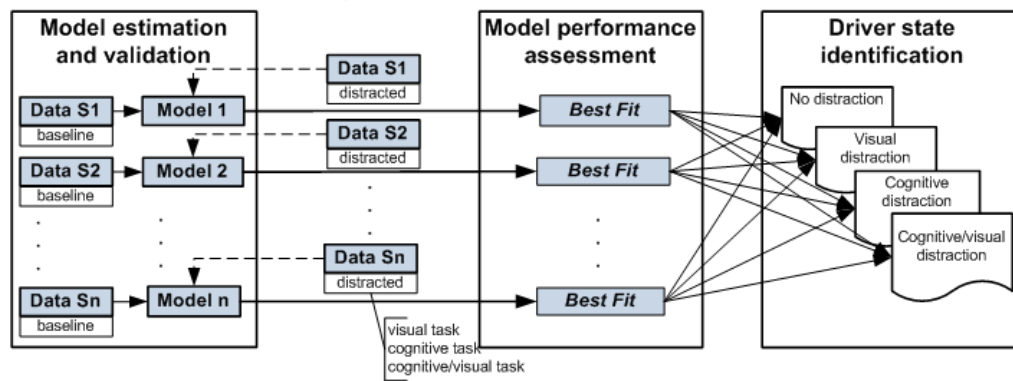 Model estimation
and validation
Data S1
baseline
Model 1
Data S2
baseline
Model 2
Data Sn
baseline
Model n
Data S1
distracted
Data S2
distracted
Data Sn
distracted
visual task
cognitive task
cognitive/visual task
Model performance
assessment
Best Fit
Best Fit
Best Fit
Driver state
identification
No distraction
Visual
distraction
Cognitive
distraction
Cognitive/visual
distraction